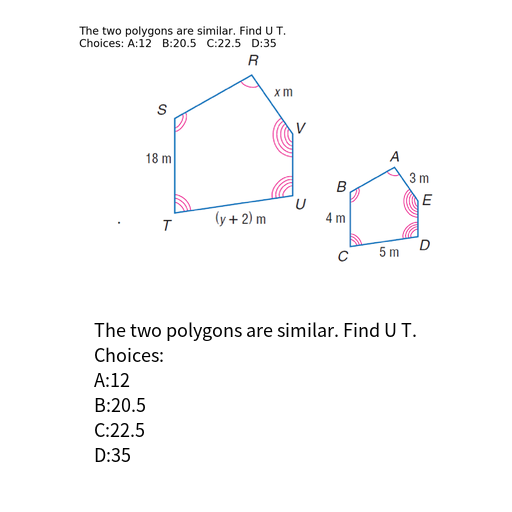 The two polygons are similar. Find U T.
Choices: A:12 B:20.5 C:22.5 D:35
R
x m
S
V
18 m
A
3 m
B
E
U
(y + 2) m
4 m
T
D
5 m
C
The two polygons are similar. Find U T.
Choices:
A:12
B:20.5
C:22.5
D:35